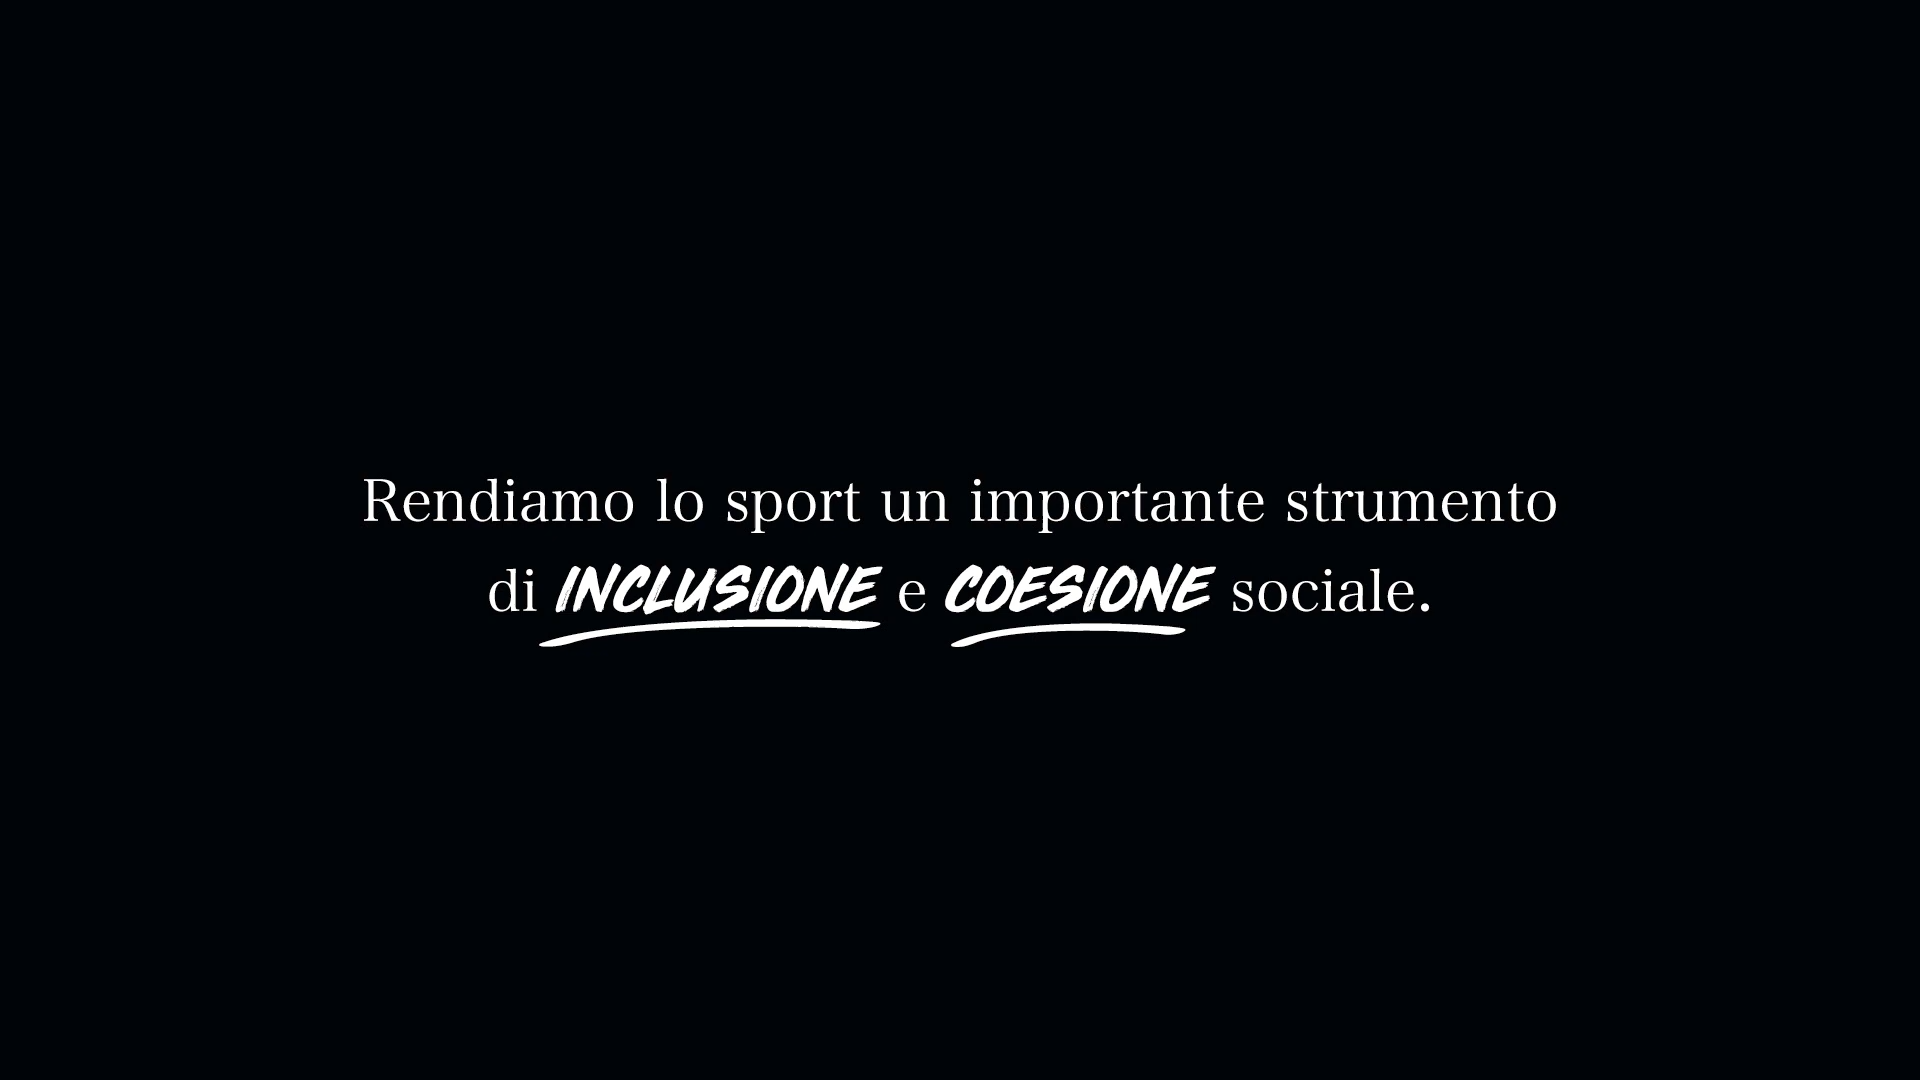 Rendiamo lo sport un importante strumento
di INCLUSIONE e COESIONE sociale.